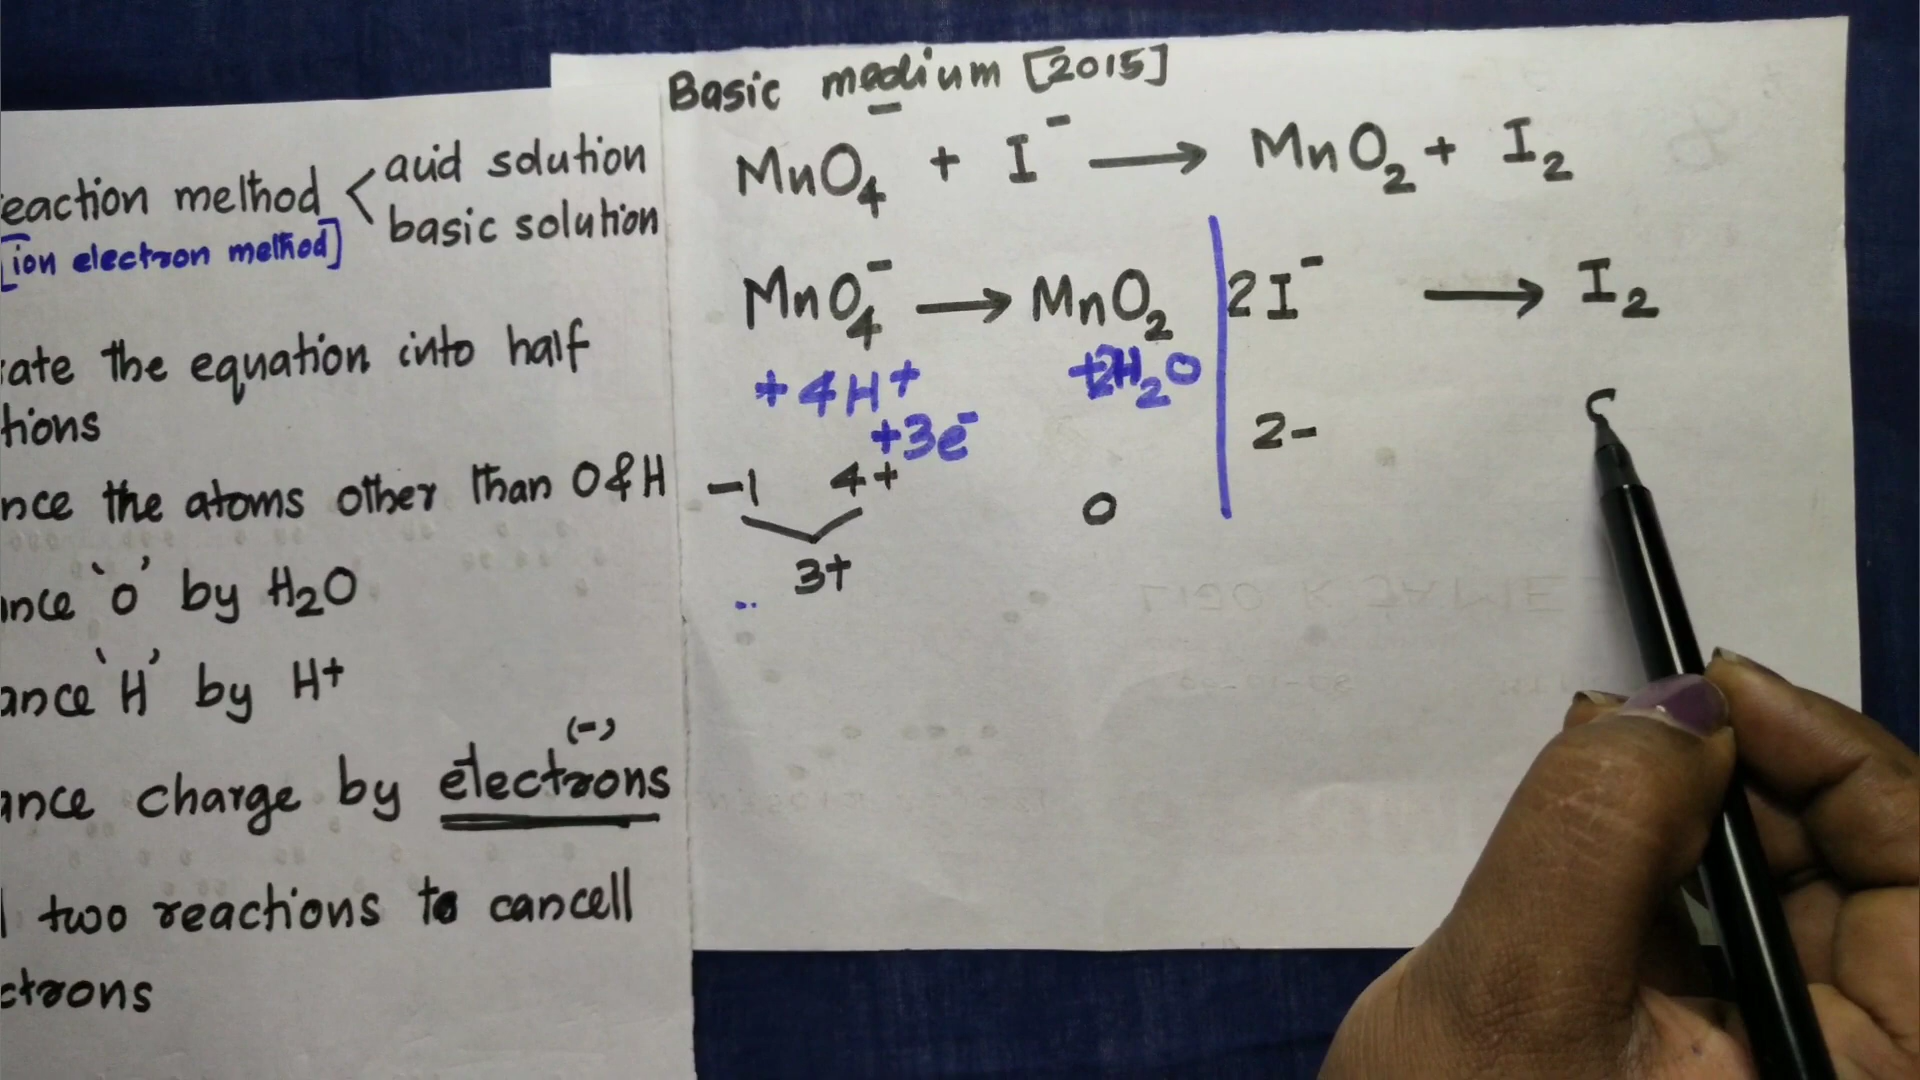 eaction method < acid solution
basic solution
[ion electron method]
rate the equation into half
tions
nce the atoms other than O & H
ance 'O' by H2O
ance 'H' by H+
(-)
ance charge by electrons
two reactions to cancell
ctrons
Basic medium [2015]
MnO4⁻ + I⁻ → MnO2 + I2
MnO4⁻ → MnO2 | 2I⁻ → I2
+4H+ +2H2O
+3e⁻ 2-
-1 4+ 0
3+